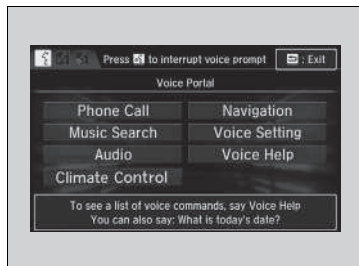 Press to interrupt voice prompt : Exit
Voice Portal
Phone Call Navigation
Music Search Voice Setting
Audio Voice Help
Climate Control
To see a list of voice commands, say Voice Help
You can also say: What is today's date?